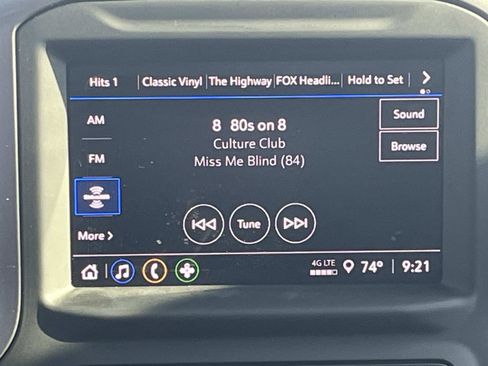 Hits 1 Classic Vinyl The Highway FOX Headli... Hold to Set >
AM
FM
More >
8 80s on 8
Culture Club
Miss Me Blind (84)
Tune
Sound
Browse
4G LTE 74° 9:21